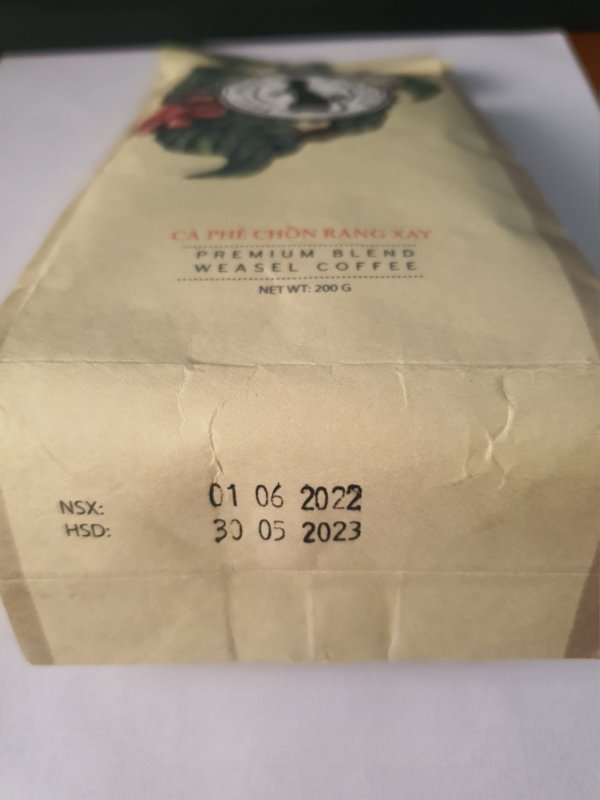 CÀ PHÊ CHỒN RANG XAY
PREMIUM BLEND
WEASEL COFFEE
NET WT: 200 G
NSX: 01 06 2022
HSD: 30 05 2023